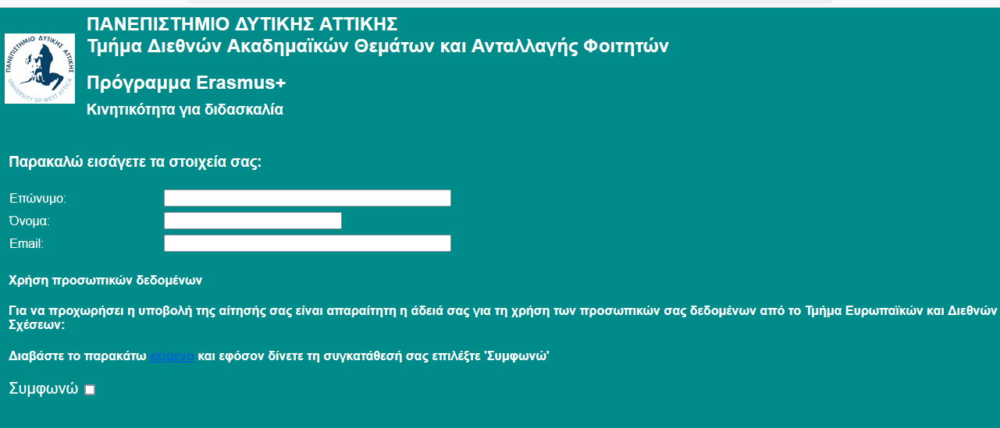 ΠΑΝΕΠΙΣΤΗΜΙΟ ΔΥΤΙΚΗΣ ΑΤΤΙΚΗΣ
Τμήμα Διεθνών Ακαδημαϊκών Θεμάτων και Ανταλλαγής Φοιτητών
ΠΑΝΕΠΙΣΤΗΜΙΟ ΔΥΤΙΚΗΣ ΑΤΤΙΚΗΣ
UNIVERSITY OF WEST ATTICA
Πρόγραμμα Erasmus+
Κινητικότητα για διδασκαλία
Παρακαλώ εισάγετε τα στοιχεία σας:
Επώνυμο:
Όνομα:
Email:
Χρήση προσωπικών δεδομένων
Για να προχωρήσει η υποβολή της αίτησής σας είναι απαραίτητη η άδειά σας για τη χρήση των προσωπικών σας δεδομένων από το Τμήμα Ευρωπαϊκών και Διεθνών
Σχέσεων:
Διαβάστε το παρακάτω κείμενο και εφόσον δίνετε τη συγκατάθεσή σας επιλέξτε 'Συμφωνώ'
Συμφωνώ